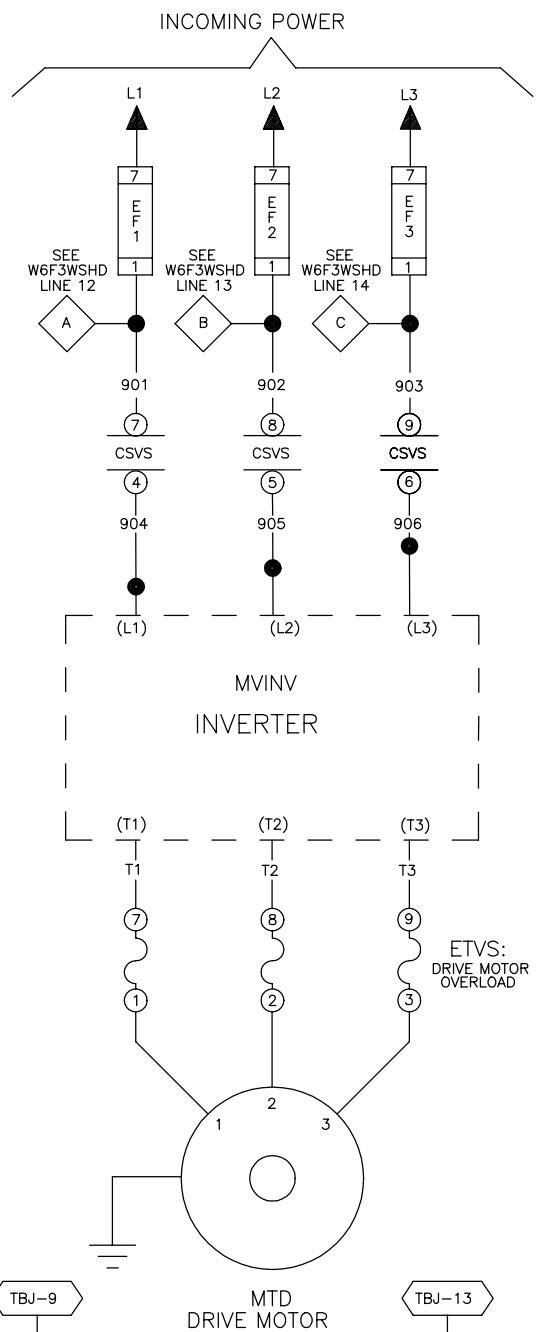 INCOMING POWER
L1 L2 L3
7 7 7
EF1 EF2 EF3
1 1 1
SEE W6F3WSHD LINE 12
SEE W6F3WSHD LINE 13
SEE W6F3WSHD LINE 14
A B C
901 902 903
7 8 9
CSVS CSVS CSVS
4 5 6
904 905 906
(L1) (L2) (L3)
MVINV
INVERTER
(T1) (T2) (T3)
T1 T2 T3
7 8 9
ETVS:
DRIVE MOTOR
OVERLOAD
1 2 3
1 2 3
MTD
DRIVE MOTOR
TBJ-9 TBJ-13